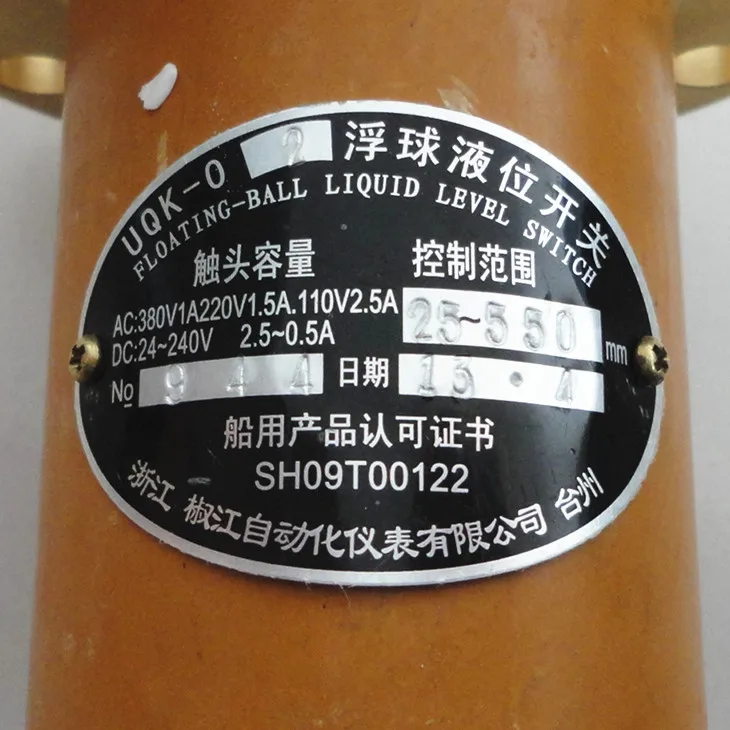 UQK-0 2 浮球液位开关
FLOATING-BALL LIQUID LEVEL SWITCH
触头容量 控制范围
AC:380V1A220V1.5A.110V2.5A 25~550 mm
DC:24~240V 2.5~0.5A
No 944 日期 13·4
船用产品认可证书
SH09T00122
浙江 椒江自动化仪表有限公司 台州